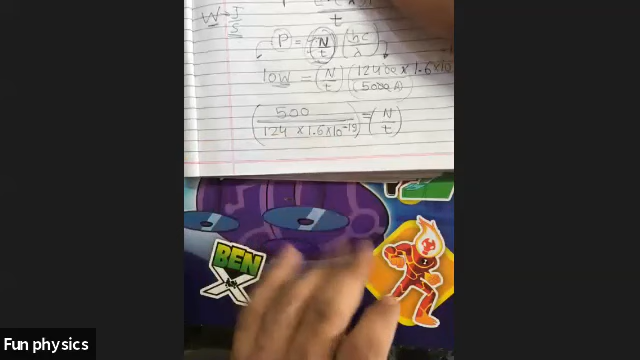 W = J/s
P = (N/t) (hc/λ)
10W = (N/t) (12400 × 1.6×10
(5000 A)
(500 / 124 × 1.6×10⁻¹⁹) = (N/t)
BEN
Fun physics